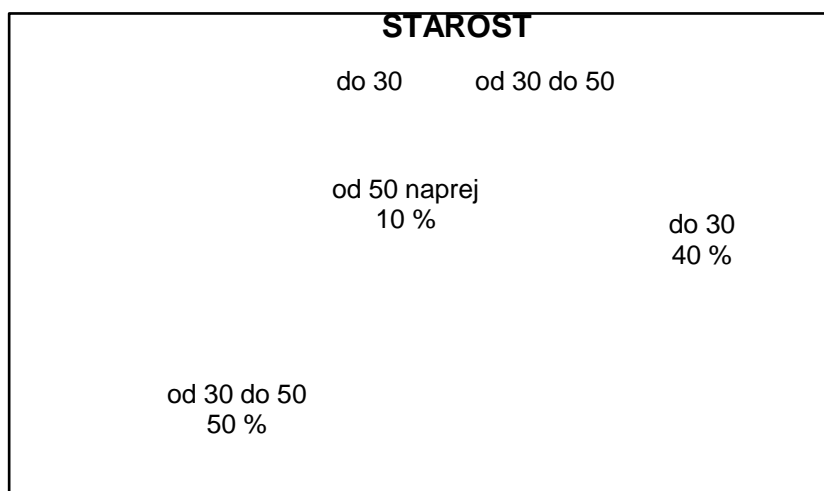 STAROST
do 30 od 30 do 50
od 50 naprej
10 %
do 30
40 %
od 30 do 50
50 %